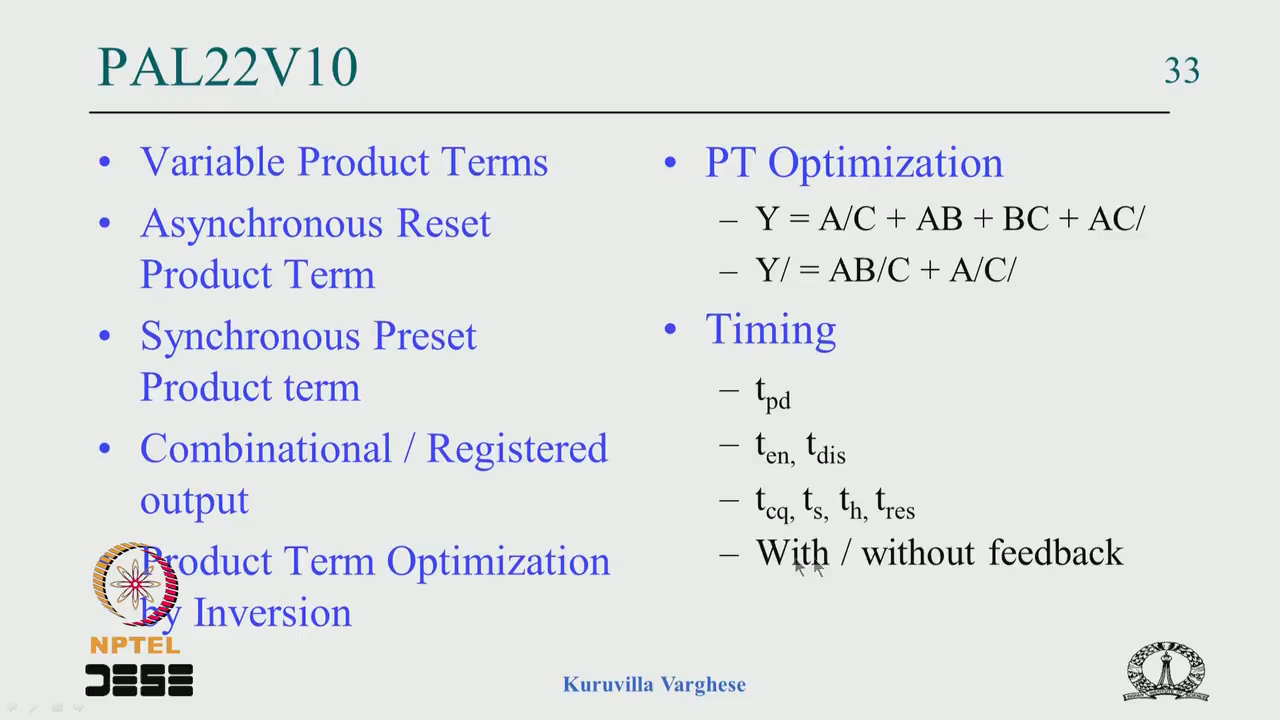 PAL22V10
33
• Variable Product Terms
• Asynchronous Reset
Product Term
• Synchronous Preset
Product term
• Combinational / Registered
output
• Product Term Optimization
by Inversion
• PT Optimization
– Y = A/C + AB + BC + AC/
– Y/ = AB/C + A/C/
• Timing
– tpd
– ten, tdis
– tcq, ts, th, tres
– With / without feedback
NPTEL
DESE
Kuruvilla Varghese